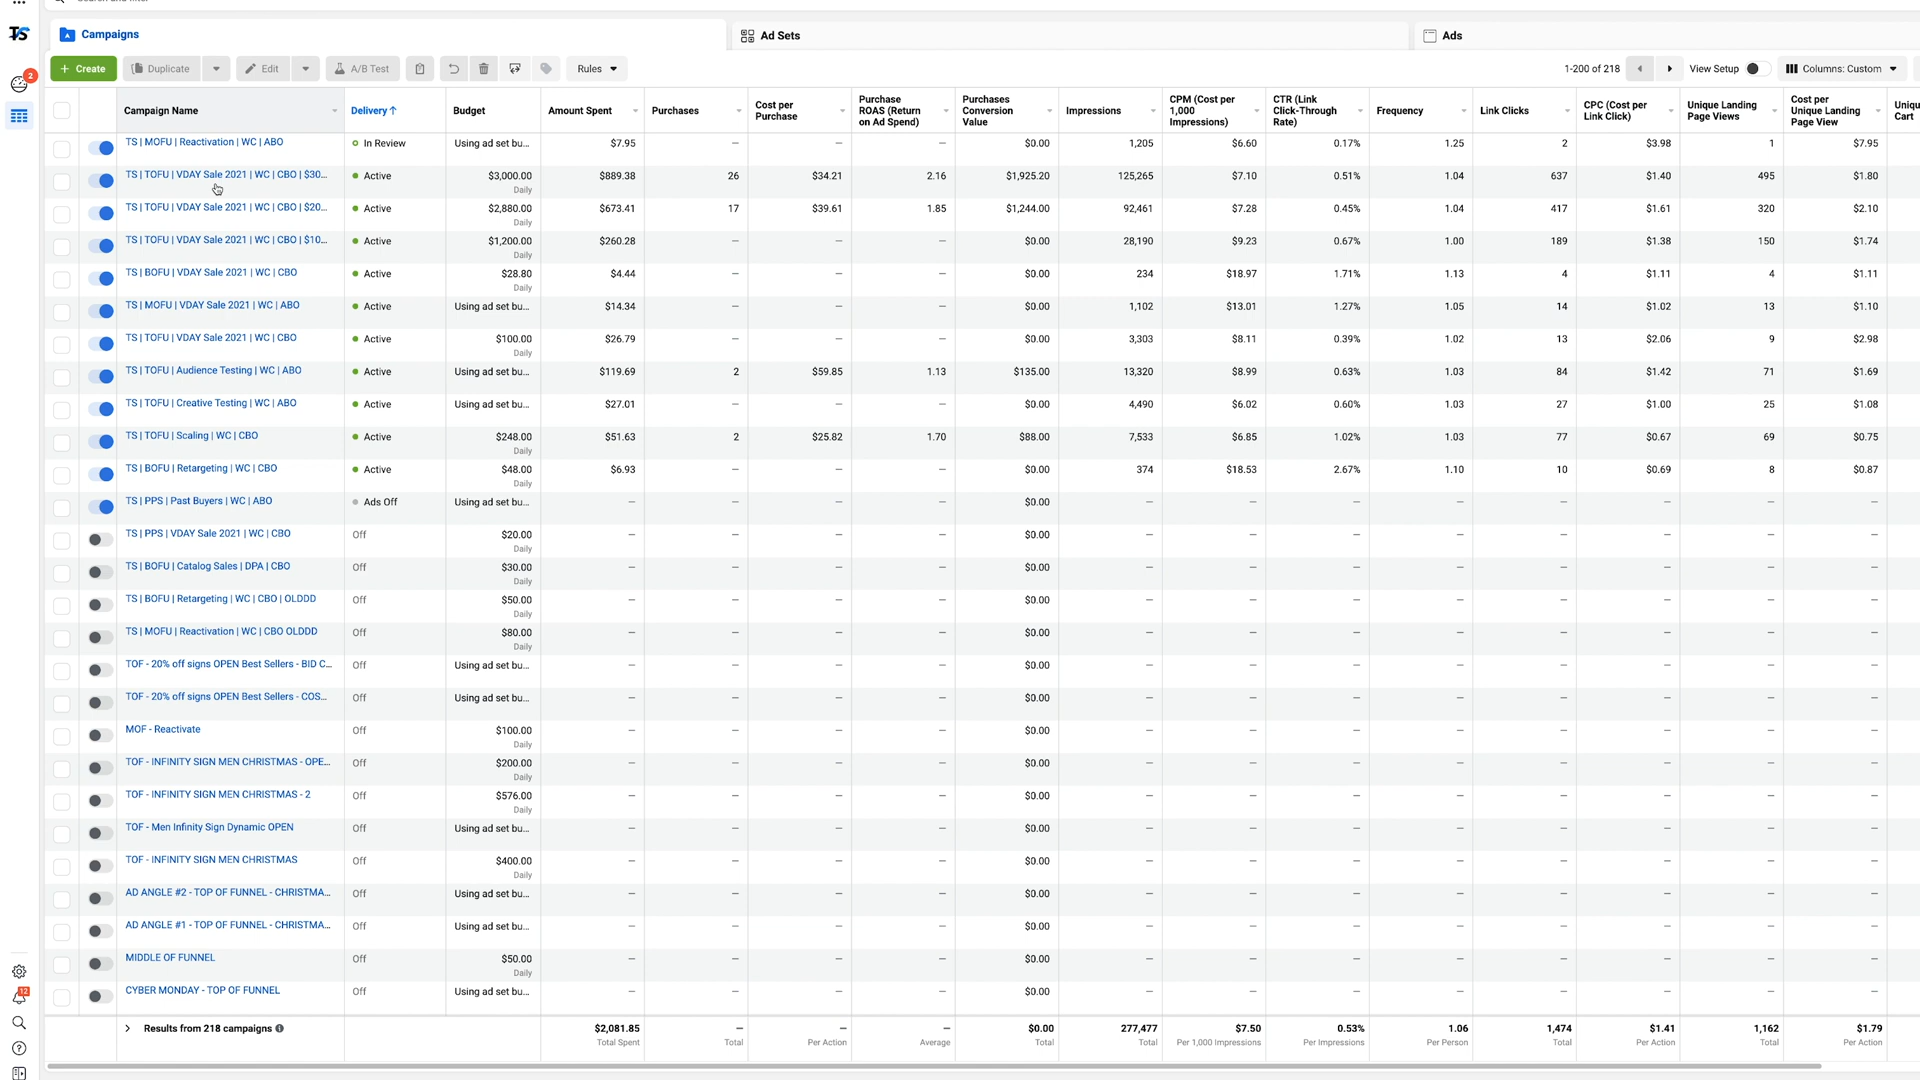 TS
Campaigns
Ad Sets
Ads
2
+ Create
Duplicate
Edit
A/B Test
Rules
1-200 of 218
View Setup
Columns: Custom
Campaign Name
Delivery ↑
Budget
Amount Spent
Purchases
Cost per Purchase
Purchase ROAS (Return on Ad Spend)
Purchases Conversion Value
Impressions
CPM (Cost per 1,000 Impressions)
CTR (Link Click-Through Rate)
Frequency
Link Clicks
CPC (Cost per Link Click)
Unique Landing Page Views
Cost per Unique Landing Page View
Uniqu
Cart
TS | MOFU | Reactivation | WC | ABO In Review Using ad set bu... $7.95 — — — $0.00 1,205 $6.60 0.17% 1.25 2 $3.98 1 $7.95
TS | TOFU | VDAY Sale 2021 | WC | CBO | $30... Active $3,000.00 $889.38 26 $34.21 2.16 $1,925.20 125,265 $7.10 0.51% 1.04 637 $1.40 495 $1.80
Daily
TS | TOFU | VDAY Sale 2021 | WC | CBO | $20... Active $2,880.00 $673.41 17 $39.61 1.85 $1,244.00 92,461 $7.28 0.45% 1.04 417 $1.61 320 $2.10
Daily
TS | TOFU | VDAY Sale 2021 | WC | CBO | $10... Active $1,200.00 $260.28 — — — $0.00 28,190 $9.23 0.67% 1.00 189 $1.38 150 $1.74
Daily
TS | BOFU | VDAY Sale 2021 | WC | CBO Active $28.80 $4.44 — — — $0.00 234 $18.97 1.71% 1.13 4 $1.11 4 $1.11
Daily
TS | MOFU | VDAY Sale 2021 | WC | ABO Active Using ad set bu... $14.34 — — — $0.00 1,102 $13.01 1.27% 1.05 14 $1.02 13 $1.10
TS | TOFU | VDAY Sale 2021 | WC | CBO Active $100.00 $26.79 — — — $0.00 3,303 $8.11 0.39% 1.02 13 $2.06 9 $2.98
Daily
TS | TOFU | Audience Testing | WC | ABO Active Using ad set bu... $119.69 2 $59.85 1.13 $135.00 13,320 $8.99 0.63% 1.03 84 $1.42 71 $1.69
TS | TOFU | Creative Testing | WC | ABO Active Using ad set bu... $27.01 — — — $0.00 4,490 $6.02 0.60% 1.03 27 $1.00 25 $1.08
TS | TOFU | Scaling | WC | CBO Active $248.00 $51.63 2 $25.82 1.70 $88.00 7,533 $6.85 1.02% 1.03 77 $0.67 69 $0.75
Daily
TS | BOFU | Retargeting | WC | CBO Active $48.00 $6.93 — — — $0.00 374 $18.53 2.67% 1.10 10 $0.69 8 $0.87
Daily
TS | PPS | Past Buyers | WC | ABO Ads Off Using ad set bu... — — — — $0.00 — — — — — — — —
TS | PPS | VDAY Sale 2021 | WC | CBO Off $20.00 — — — — $0.00 — — — — — — — —
Daily
TS | BOFU | Catalog Sales | DPA | CBO Off $30.00 — — — — $0.00 — — — — — — — —
Daily
TS | BOFU | Retargeting | WC | CBO | OLDDD Off $50.00 — — — — $0.00 — — — — — — — —
Daily
TS | MOFU | Reactivation | WC | CBO OLDDD Off $80.00 — — — — $0.00 — — — — — — — —
Daily
TOF - 20% off signs OPEN Best Sellers - BID C... Off Using ad set bu... — — — — $0.00 — — — — — — — —
TOF - 20% off signs OPEN Best Sellers - COS... Off Using ad set bu... — — — — $0.00 — — — — — — — —
MOF - Reactivate Off $100.00 — — — — $0.00 — — — — — — — —
Daily
TOF - INFINITY SIGN MEN CHRISTMAS - OPE... Off $200.00 — — — — $0.00 — — — — — — — —
Daily
TOF - INFINITY SIGN MEN CHRISTMAS - 2 Off $576.00 — — — — $0.00 — — — — — — — —
Daily
TOF - Men Infinity Sign Dynamic OPEN Off Using ad set bu... — — — — $0.00 — — — — — — — —
TOF - INFINITY SIGN MEN CHRISTMAS Off $400.00 — — — — $0.00 — — — — — — — —
Daily
AD ANGLE #2 - TOP OF FUNNEL - CHRISTMA... Off Using ad set bu... — — — — $0.00 — — — — — — — —
AD ANGLE #1 - TOP OF FUNNEL - CHRISTMA... Off Using ad set bu... — — — — $0.00 — — — — — — — —
MIDDLE OF FUNNEL Off $50.00 — — — — $0.00 — — — — — — — —
Daily
CYBER MONDAY - TOP OF FUNNEL Off Using ad set bu... — — — — $0.00 — — — — — — — —
12
Results from 218 campaigns $2,081.85 — — — $0.00 277,477 $7.50 0.53% 1.06 1,474 $1.41 1,162 $1.79
Total Spent Total Per Action Average Total Total Per 1,000 Impressions Per Impressions Per Person Total Per Action Total Per Action